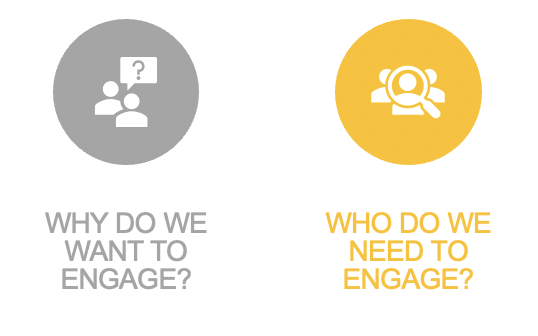 ?
WHY DO WE
WANT TO
ENGAGE?
WHO DO WE
NEED TO
ENGAGE?